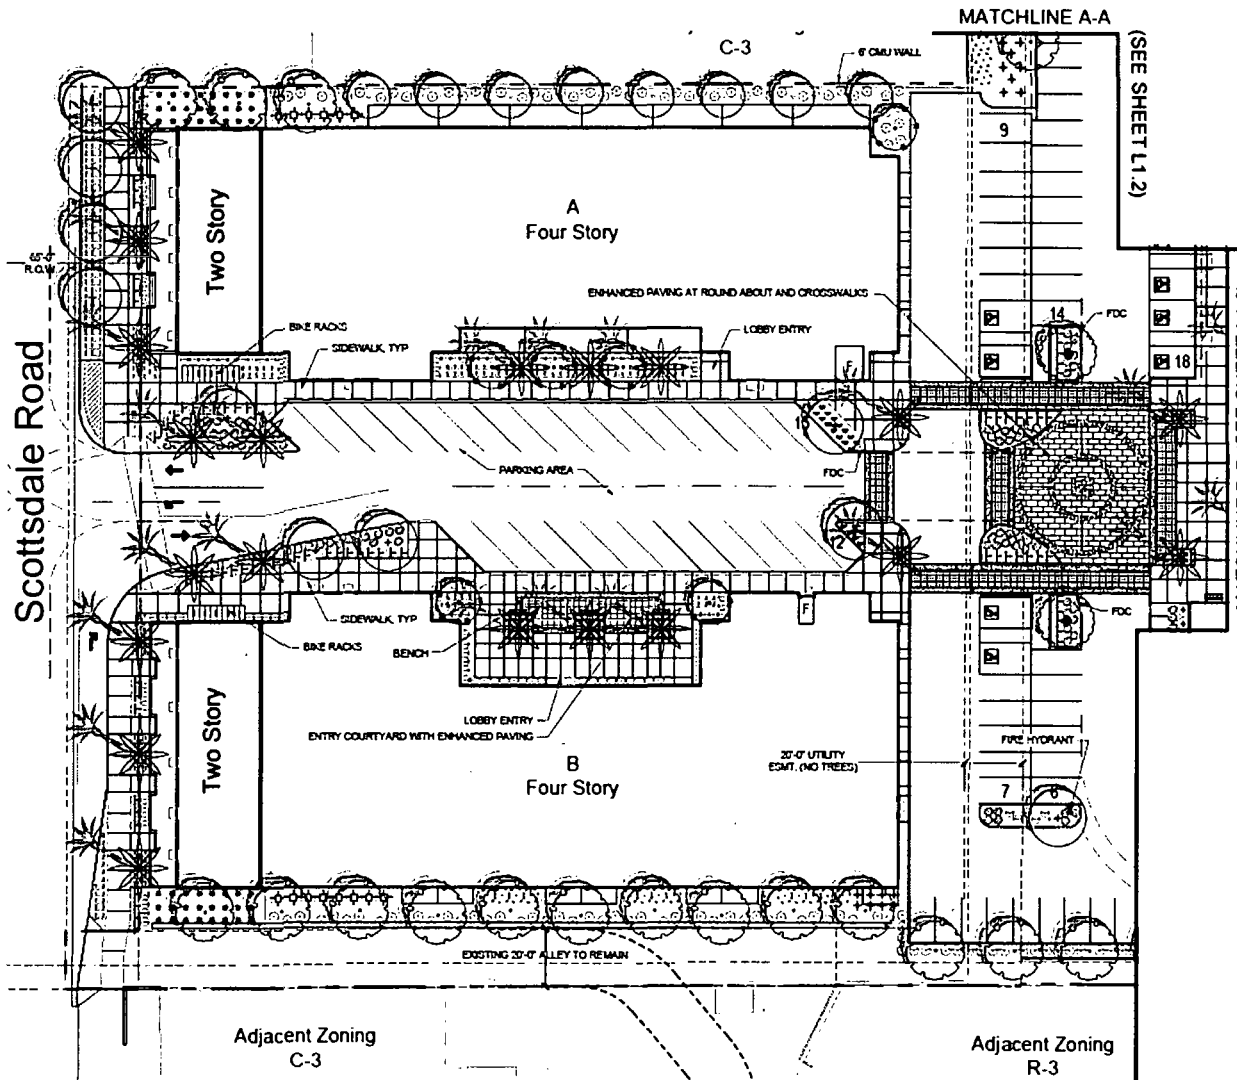 MATCHLINE A-A
(SEE SHEET L1.2)
C-3
6' CMU WALL
9
A
Four Story
Two Story
R.O.W.
ENHANCED PAVING AT ROUND ABOUT AND CROSSWALKS
14
FDC
BIKE RACKS
LOBBY ENTRY
SIDEWALK, TYP
F
18
Scottsdale Road
PARKING AREA
FDC
12
SIDEWALK, TYP
F
FDC
BIKE RACKS
BENCH
LOBBY ENTRY
ENTRY COURTYARD WITH ENHANCED PAVING
Two Story
B
Four Story
FIRE HYDRANT
20'-0" UTILITY
ESMT. (NO TREES)
7
6
EXISTING 20'-0" ALLEY TO REMAIN
Adjacent Zoning
C-3
Adjacent Zoning
R-3